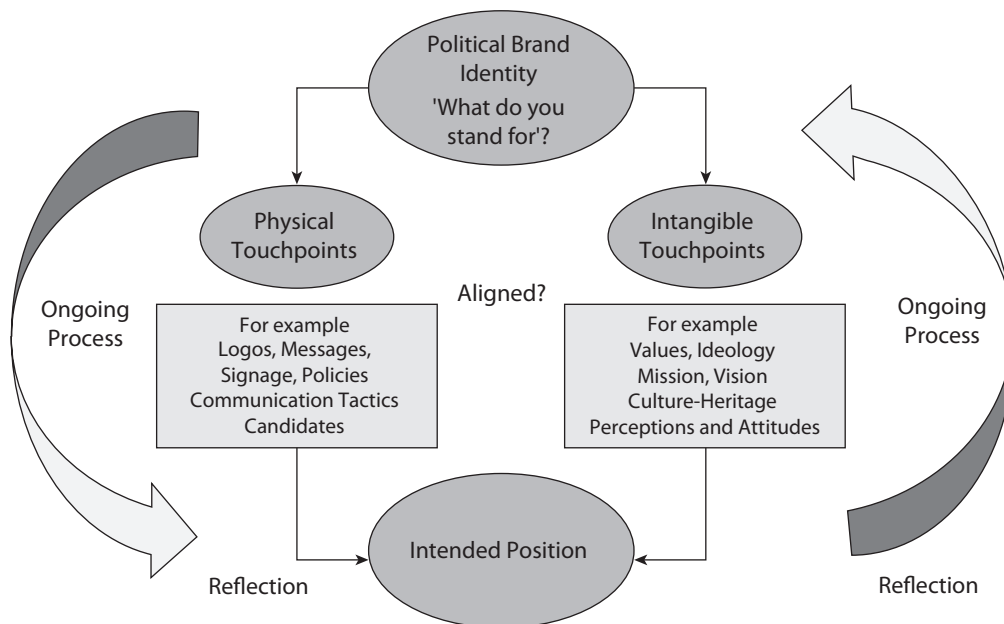 Political Brand
Identity
'What do you
stand for'?
Physical
Touchpoints
Intangible
Touchpoints
Aligned?
Ongoing
Process
For example
Logos, Messages,
Signage, Policies
Communication Tactics
Candidates
For example
Values, Ideology
Mission, Vision
Culture-Heritage
Perceptions and Attitudes
Ongoing
Process
Intended Position
Reflection
Reflection